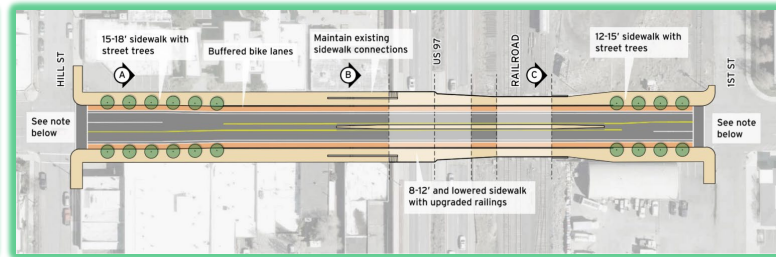 15-18' sidewalk with
street trees
Buffered bike lanes
Maintain existing
sidewalk connections
12-15' sidewalk with
street trees
HILL ST
A
B
US 97
RAILROAD
C
1ST ST
See note
below
See note
below
8-12' and lowered sidewalk
with upgraded railings